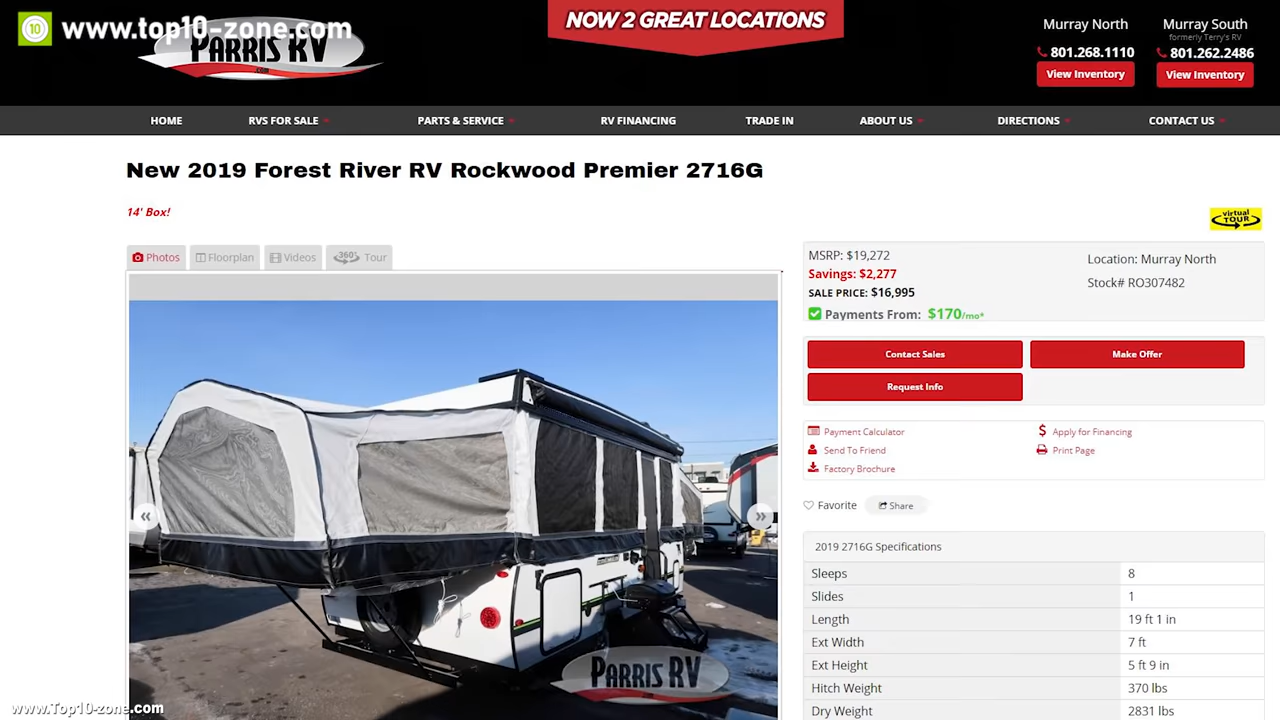 10 www.top10-zone.com
PARRIS RV
.com
NOW 2 GREAT LOCATIONS
Murray North
801.268.1110
View Inventory
Murray South
formerly Terry's RV
801.262.2486
View Inventory
HOME RVS FOR SALE PARTS & SERVICE RV FINANCING TRADE IN ABOUT US DIRECTIONS CONTACT US
New 2019 Forest River RV Rockwood Premier 2716G
14' Box!
virtual
TOUR
Photos Floorplan Videos 360° Tour
MSRP: $19,272
Savings: $2,277
SALE PRICE: $16,995
Payments From: $170/mo*
Location: Murray North
Stock# RO307482
Contact Sales Make Offer
Request Info
Payment Calculator $ Apply for Financing
Send To Friend Print Page
Factory Brochure
Favorite Share
2019 2716G Specifications
Sleeps 8
Slides 1
Length 19 ft 1 in
Ext Width 7 ft
Ext Height 5 ft 9 in
Hitch Weight 370 lbs
Dry Weight 2831 lbs
« »
PARRIS RV
www.Top10-zone.com